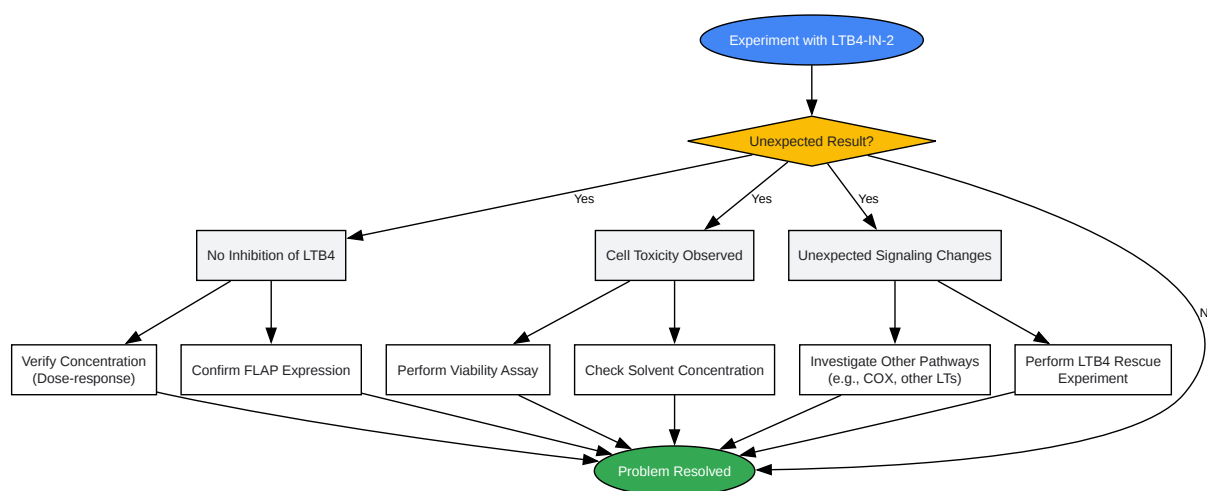 Experiment with LTB4-IN-2
Unexpected Result?
Yes
Yes
Yes
No Inhibition of LTB4
Cell Toxicity Observed
Unexpected Signaling Changes
N
Verify Concentration
(Dose-response)
Confirm FLAP Expression
Perform Viability Assay
Check Solvent Concentration
Investigate Other Pathways
(e.g., COX, other LTs)
Perform LTB4 Rescue
Experiment
Problem Resolved